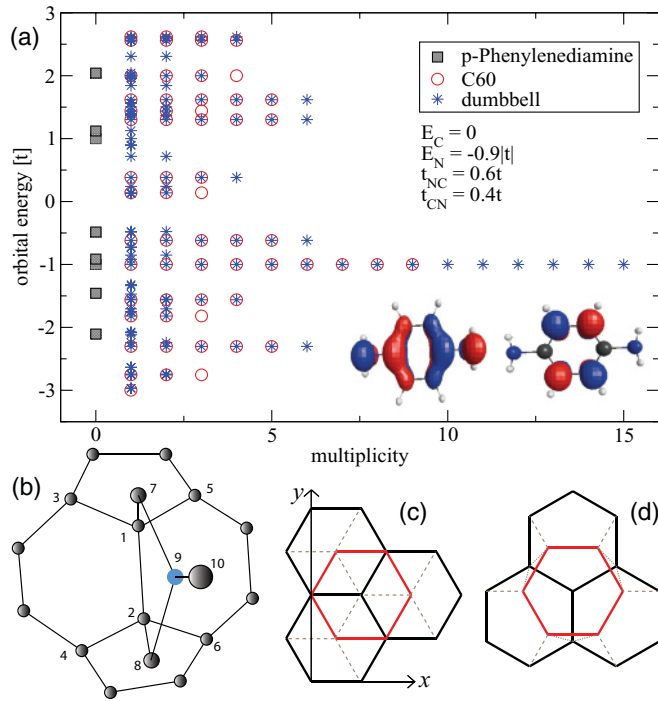 (a)
p-Phenylenediamine
C60
dumbbell
E_C = 0
E_N = -0.9|t|
t_NC = 0.6t
t_CN = 0.4t
orbital energy [t]
2
1
0
-1
-2
-3
0
5
10
15
multiplicity
(b)
7
5
3
1
9
10
2
4
6
8
(c)
y
x
(d)